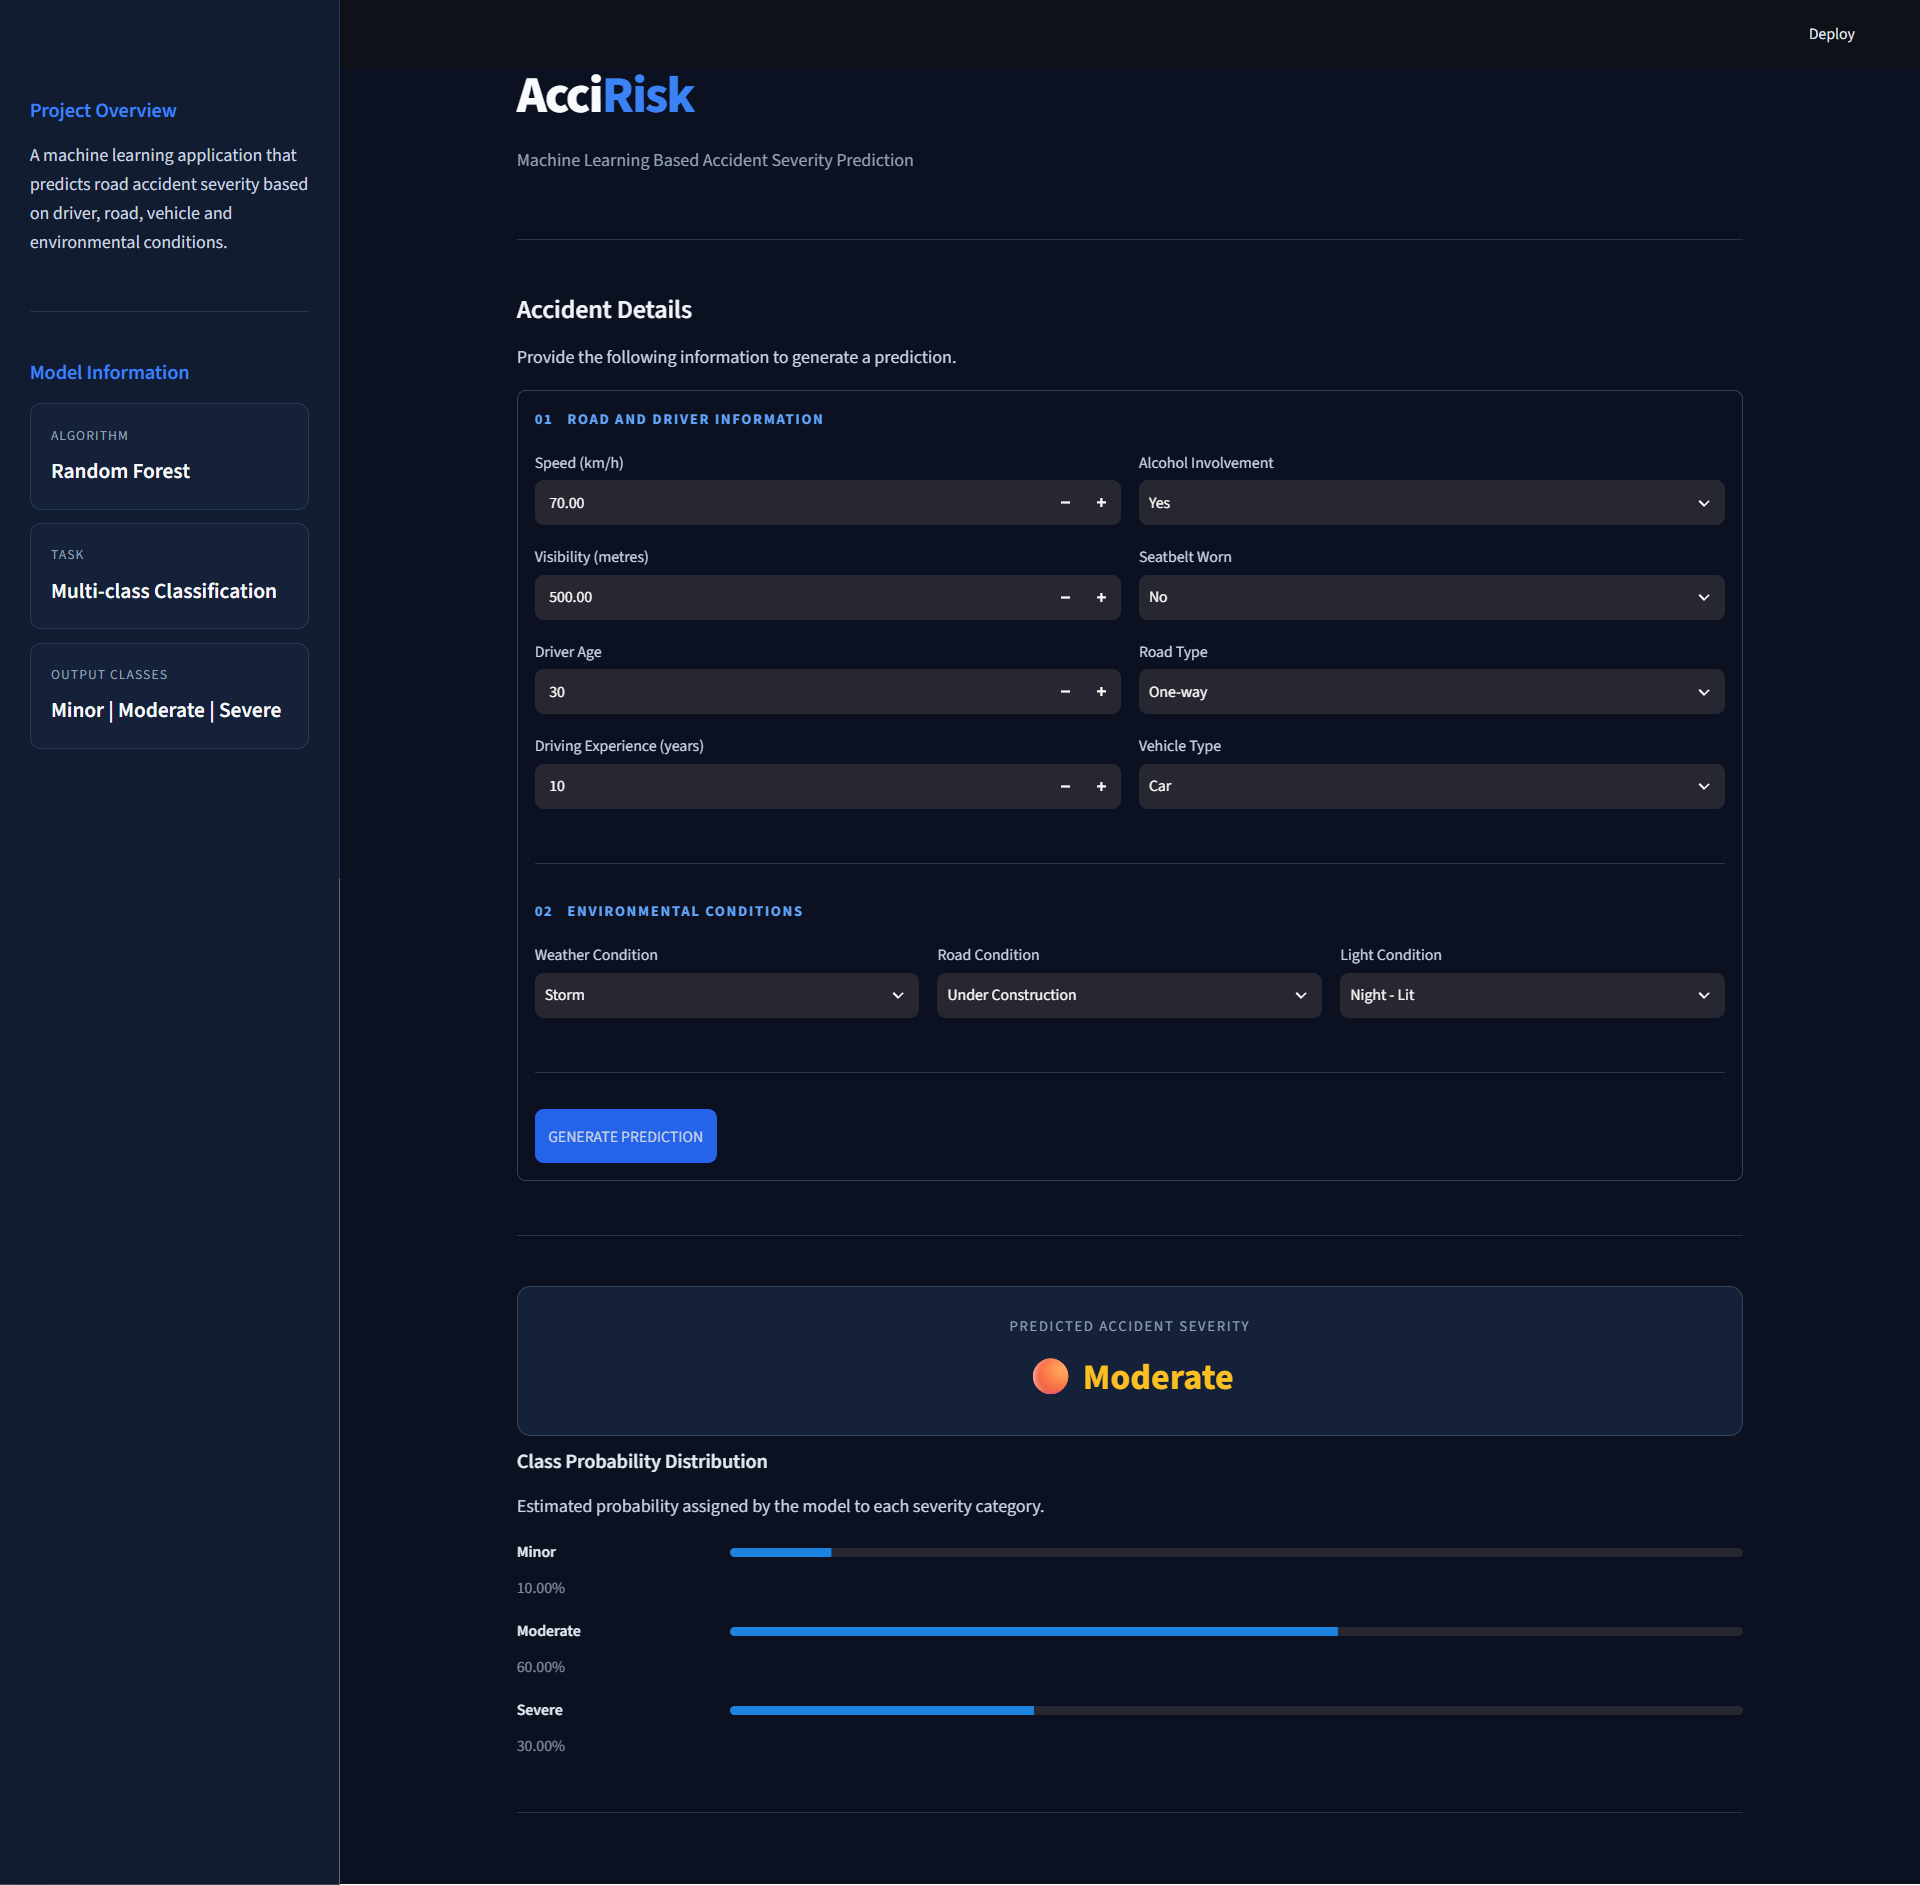 Deploy
Project Overview
A machine learning application that
predicts road accident severity based
on driver, road, vehicle and
environmental conditions.
Model Information
ALGORITHM
Random Forest
TASK
Multi-class Classification
OUTPUT CLASSES
Minor | Moderate | Severe
AcciRisk
Machine Learning Based Accident Severity Prediction
Accident Details
Provide the following information to generate a prediction.
01 ROAD AND DRIVER INFORMATION
Speed (km/h)
70.00
Alcohol Involvement
Yes
Visibility (metres)
500.00
Seatbelt Worn
No
Driver Age
30
Road Type
One-way
Driving Experience (years)
10
Vehicle Type
Car
02 ENVIRONMENTAL CONDITIONS
Weather Condition
Storm
Road Condition
Under Construction
Light Condition
Night - Lit
GENERATE PREDICTION
PREDICTED ACCIDENT SEVERITY
Moderate
Class Probability Distribution
Estimated probability assigned by the model to each severity category.
Minor
10.00%
Moderate
60.00%
Severe
30.00%